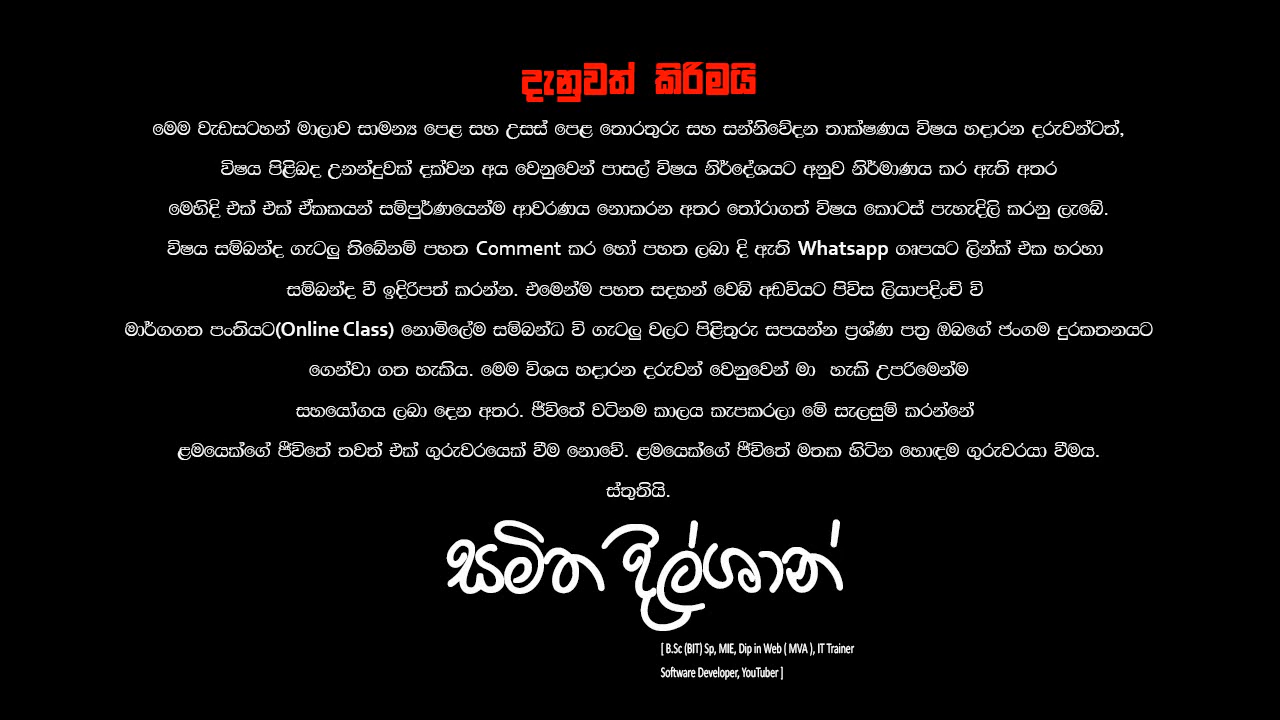 දැනුවත් කිරීමයි
මෙම වැඩසටහන් මාලාව සාමන්‍ය පෙළ සහ උසස් පෙළ තොරතුරු සහ සන්නිවේදන තාක්ෂණය විෂය හදාරන දරුවන්ටත්,
විෂය පිළිබද උනන්දුවක් දක්වන අය වෙනුවෙන් පාසල් විෂය නිර්දේශයට අනුව නිර්මාණය කර ඇති අතර
මෙහිදි එක් එක් ඒකකයන් සම්පුර්ණයෙන්ම ආවරණය නොකරන අතර තෝරාගත් විෂය කොටස් පැහැදිලි කරනු ලැබේ.
විෂය සම්බන්ද ගැටලු තිබේනම් පහත Comment කර හෝ පහත ලබා දි ඇති Whatsapp ගෘපයට ලින්ක් එක හරහා
සම්බන්ද වී ඉදිරිපත් කරන්න. එමෙන්ම පහත සදහන් වෙබ් අඩවියට පිවිස ලියාපදිංචි වි
මාර්ගගත පංතියට(Online Class) නොමිලේම සම්බන්ධ වි ගැටලු වලට පිළිතුරු සපයන්න ප්‍රශ්ණ පත්‍ර ඔබගේ ජංගම දුරකතනයට
ගෙන්වා ගත හැකිය. මෙම විශය හදාරන දරුවන් වෙනුවෙන් මා හැකි උපරිමෙන්ම
සහයෝගය ලබා දෙන අතර. ජීවිතේ වටිනම කාලය කැපකරලා මේ සැලසුම් කරන්නේ
ළමයෙක්ගේ ජීවිතේ තවත් එක් ගුරුවරයෙක් වීම නොවේ. ළමයෙක්ගේ ජීවිතේ මතක හිටින හොඳම ගුරුවරයා වීමය.
ස්තුතියි.
සමිත දිල්ශාන්
[ B.Sc (BIT) Sp, MIE, Dip in Web ( MVA ), IT Trainer
Software Developer, YouTuber ]